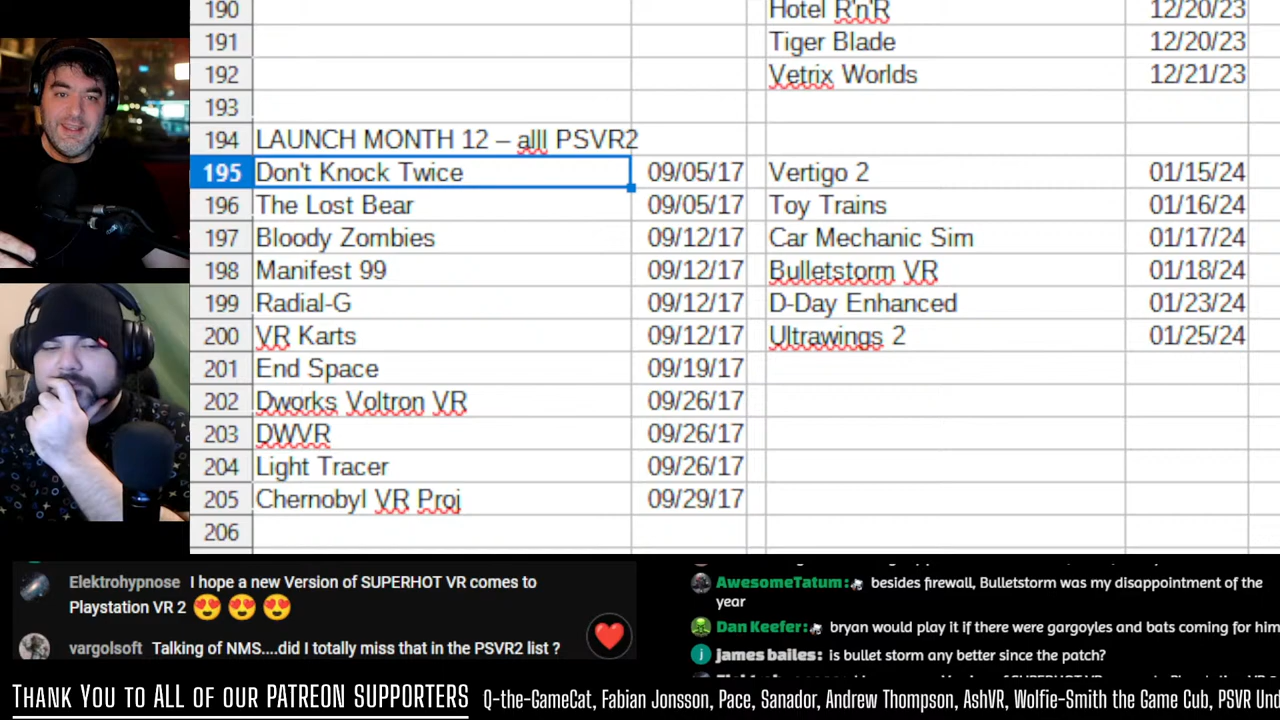 190 Hotel R'n'R 12/20/23
191 Tiger Blade 12/20/23
192 Vetrix Worlds 12/21/23
193
194 LAUNCH MONTH 12 – alll PSVR2
195 Don't Knock Twice 09/05/17 Vertigo 2 01/15/24
196 The Lost Bear 09/05/17 Toy Trains 01/16/24
197 Bloody Zombies 09/12/17 Car Mechanic Sim 01/17/24
198 Manifest 99 09/12/17 Bulletstorm VR 01/18/24
199 Radial-G 09/12/17 D-Day Enhanced 01/23/24
200 VR Karts 09/12/17 Ultrawings 2 01/25/24
201 End Space 09/19/17
202 Dworks Voltron VR 09/26/17
203 DWVR 09/26/17
204 Light Tracer 09/26/17
205 Chernobyl VR Proj 09/29/17
206
Elektrohypnose I hope a new Version of SUPERHOT VR comes to
Playstation VR 2 😍 😍 😍
vargolsoft Talking of NMS....did I totally miss that in the PSVR2 list ?
AwesomeTatum: besides firewall, Bulletstorm was my disappointment of the
year
Dan Keefer: bryan would play it if there were gargoyles and bats coming for him
j james bailes: is bullet storm any better since the patch?
THANK YOU TO ALL OF OUR PATREON SUPPORTERS Q-the-GameCat, Fabian Jonsson, Pace, Sanador, Andrew Thompson, AshVR, Wolfie-Smith the Game Cub, PSVR Und